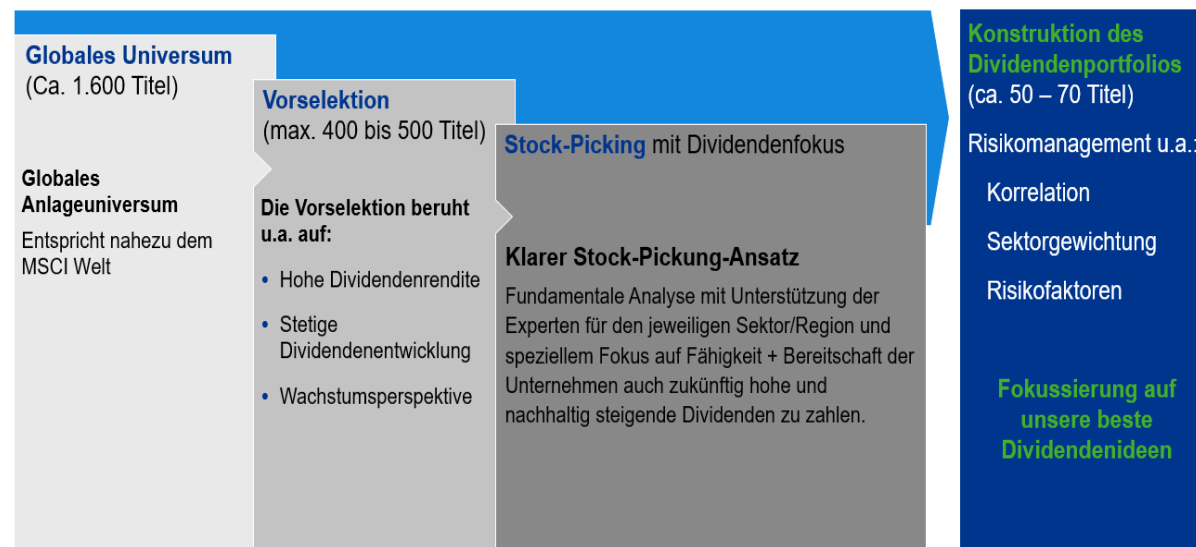 Globales Universum
(Ca. 1.600 Titel)
Globales
Anlageuniversum
Entspricht nahezu dem
MSCI Welt
Vorselektion
(max. 400 bis 500 Titel)
Die Vorselektion beruht
u.a. auf:
• Hohe Dividendenrendite
• Stetige
Dividendenentwicklung
• Wachstumsperspektive
Stock-Picking mit Dividendenfokus
Klarer Stock-Pickung-Ansatz
Fundamentale Analyse mit Unterstützung der
Experten für den jeweiligen Sektor/Region und
speziellem Fokus auf Fähigkeit + Bereitschaft der
Unternehmen auch zukünftig hohe und
nachhaltig steigende Dividenden zu zahlen.
Konstruktion des
Dividendenportfolios
(ca. 50 – 70 Titel)
Risikomanagement u.a.:
Korrelation
Sektorgewichtung
Risikofaktoren
Fokussierung auf
unsere beste
Dividendenideen